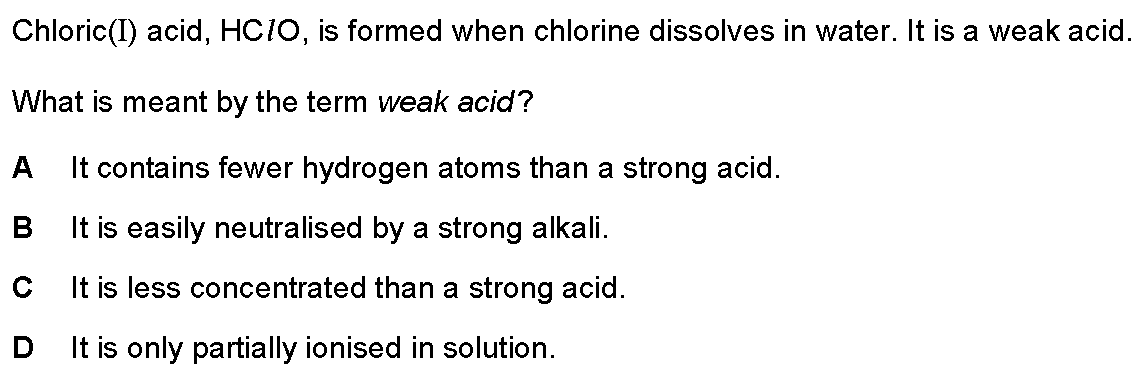 Chloric(I) acid, HClO, is formed when chlorine dissolves in water. It is a weak acid.
What is meant by the term weak acid?
A It contains fewer hydrogen atoms than a strong acid.
B It is easily neutralised by a strong alkali.
C It is less concentrated than a strong acid.
D It is only partially ionised in solution.